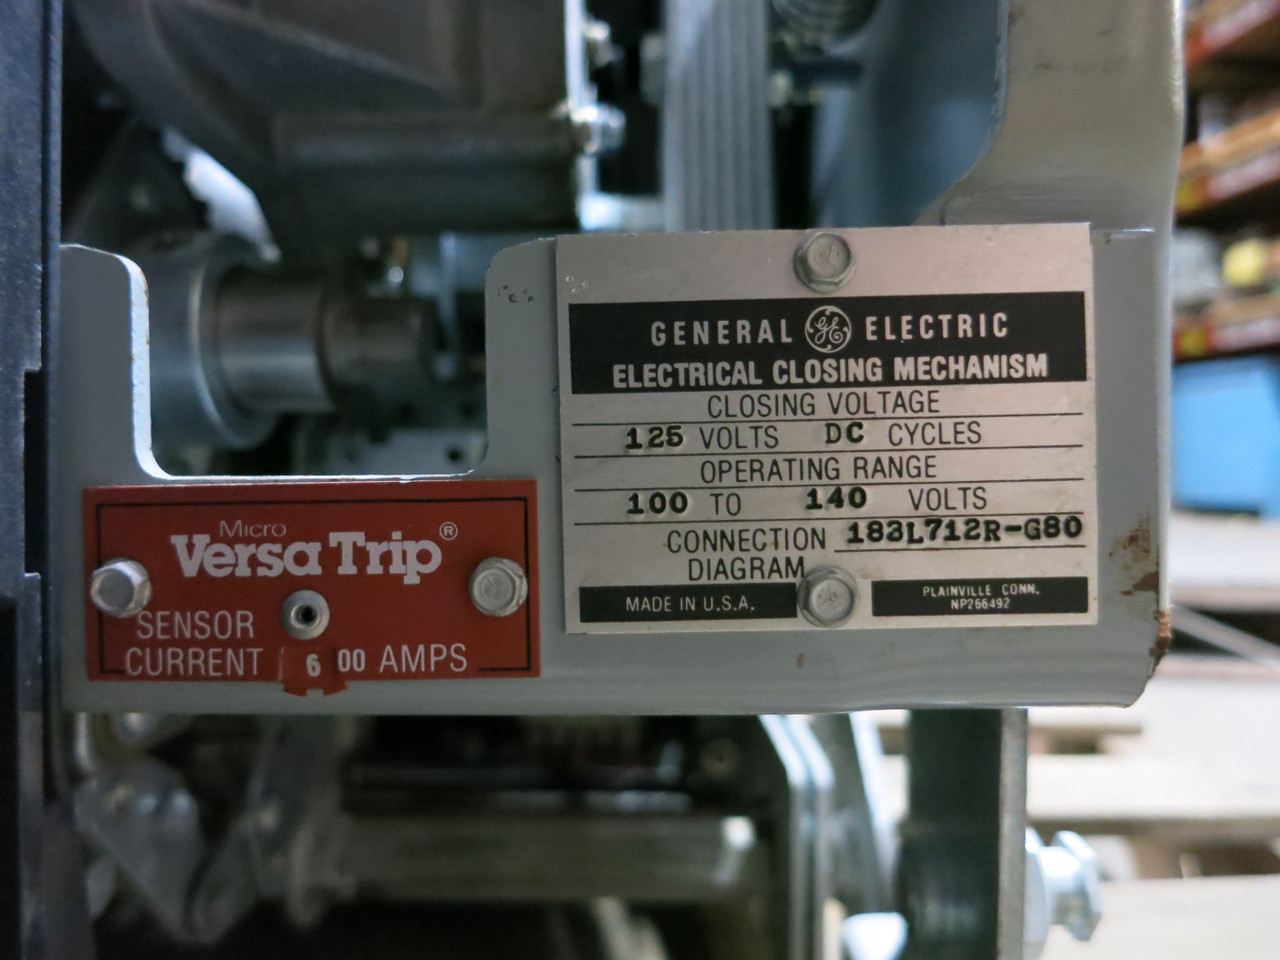 GENERAL GE ELECTRIC
ELECTRICAL CLOSING MECHANISM
CLOSING VOLTAGE
125 VOLTS DC CYCLES
OPERATING RANGE
100 TO 140 VOLTS
CONNECTION 183L712R-G80
DIAGRAM
MADE IN U.S.A.
PLAINVILLE CONN.
NP266492
Micro
Versa Trip®
SENSOR
CURRENT 6 00 AMPS